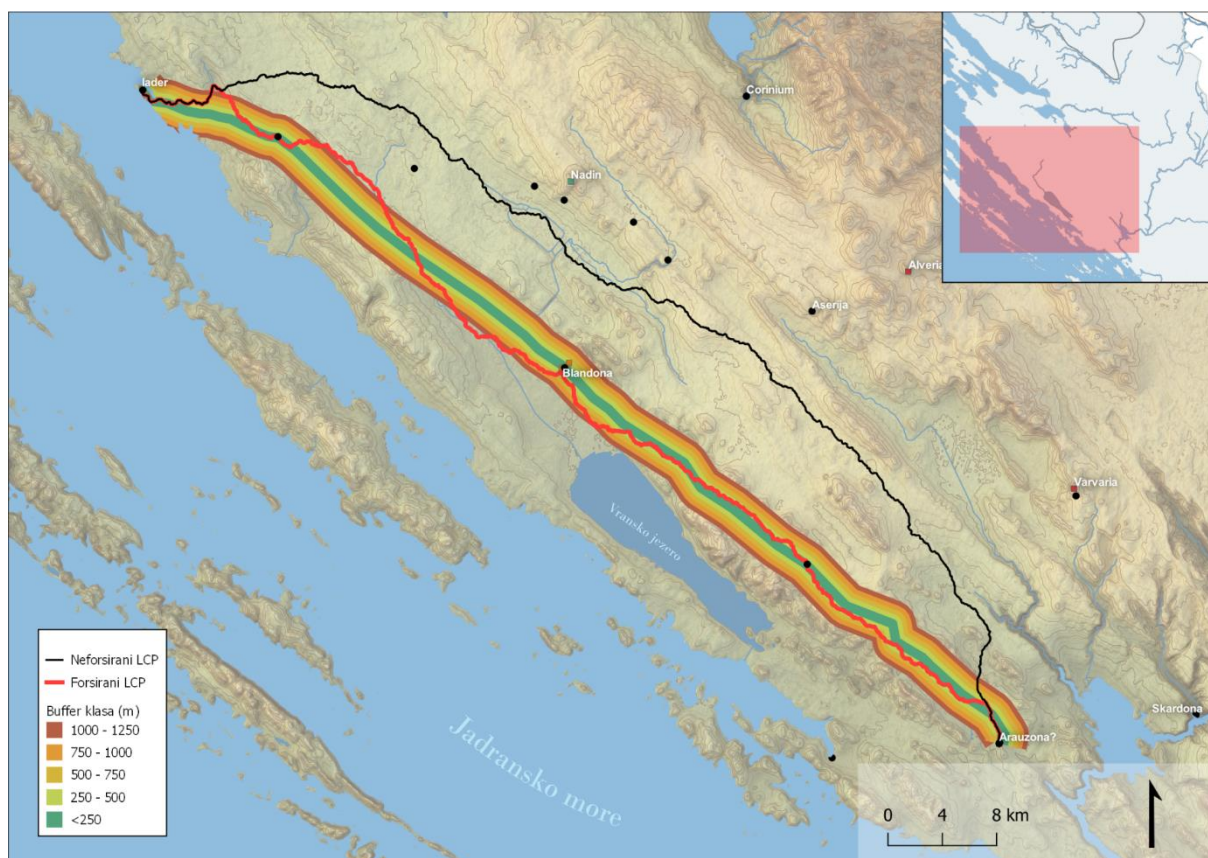 Iader
Corinium
Nadin
Alveria
Aserija
Blandona
Varvaria
Vransko jezero
Skardona
Arauzona?
Jadransko more
Neforsirani LCP
Forsirani LCP
Buffer klasa (m)
1000 - 1250
750 - 1000
500 - 750
250 - 500
<250
0 4 8 km